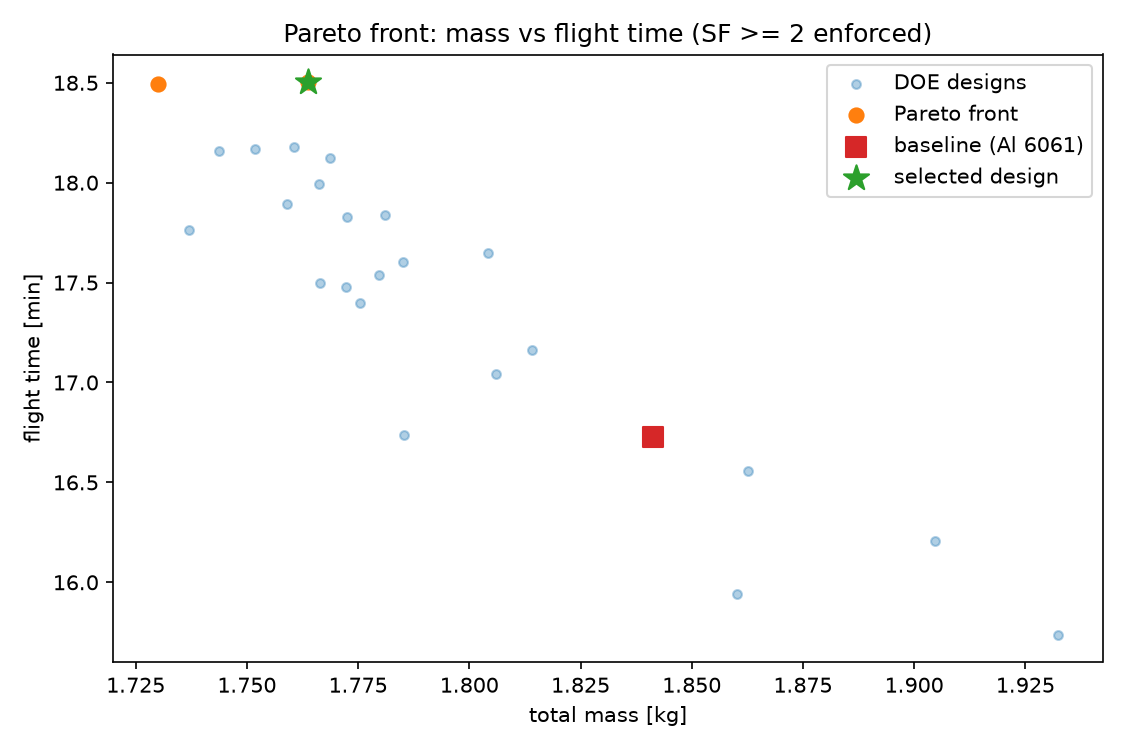 Pareto front: mass vs flight time (SF >= 2 enforced)
DOE designs
Pareto front
baseline (Al 6061)
selected design
flight time [min]
18.5
18.0
17.5
17.0
16.5
16.0
1.725 1.750 1.775 1.800 1.825 1.850 1.875 1.900 1.925
total mass [kg]